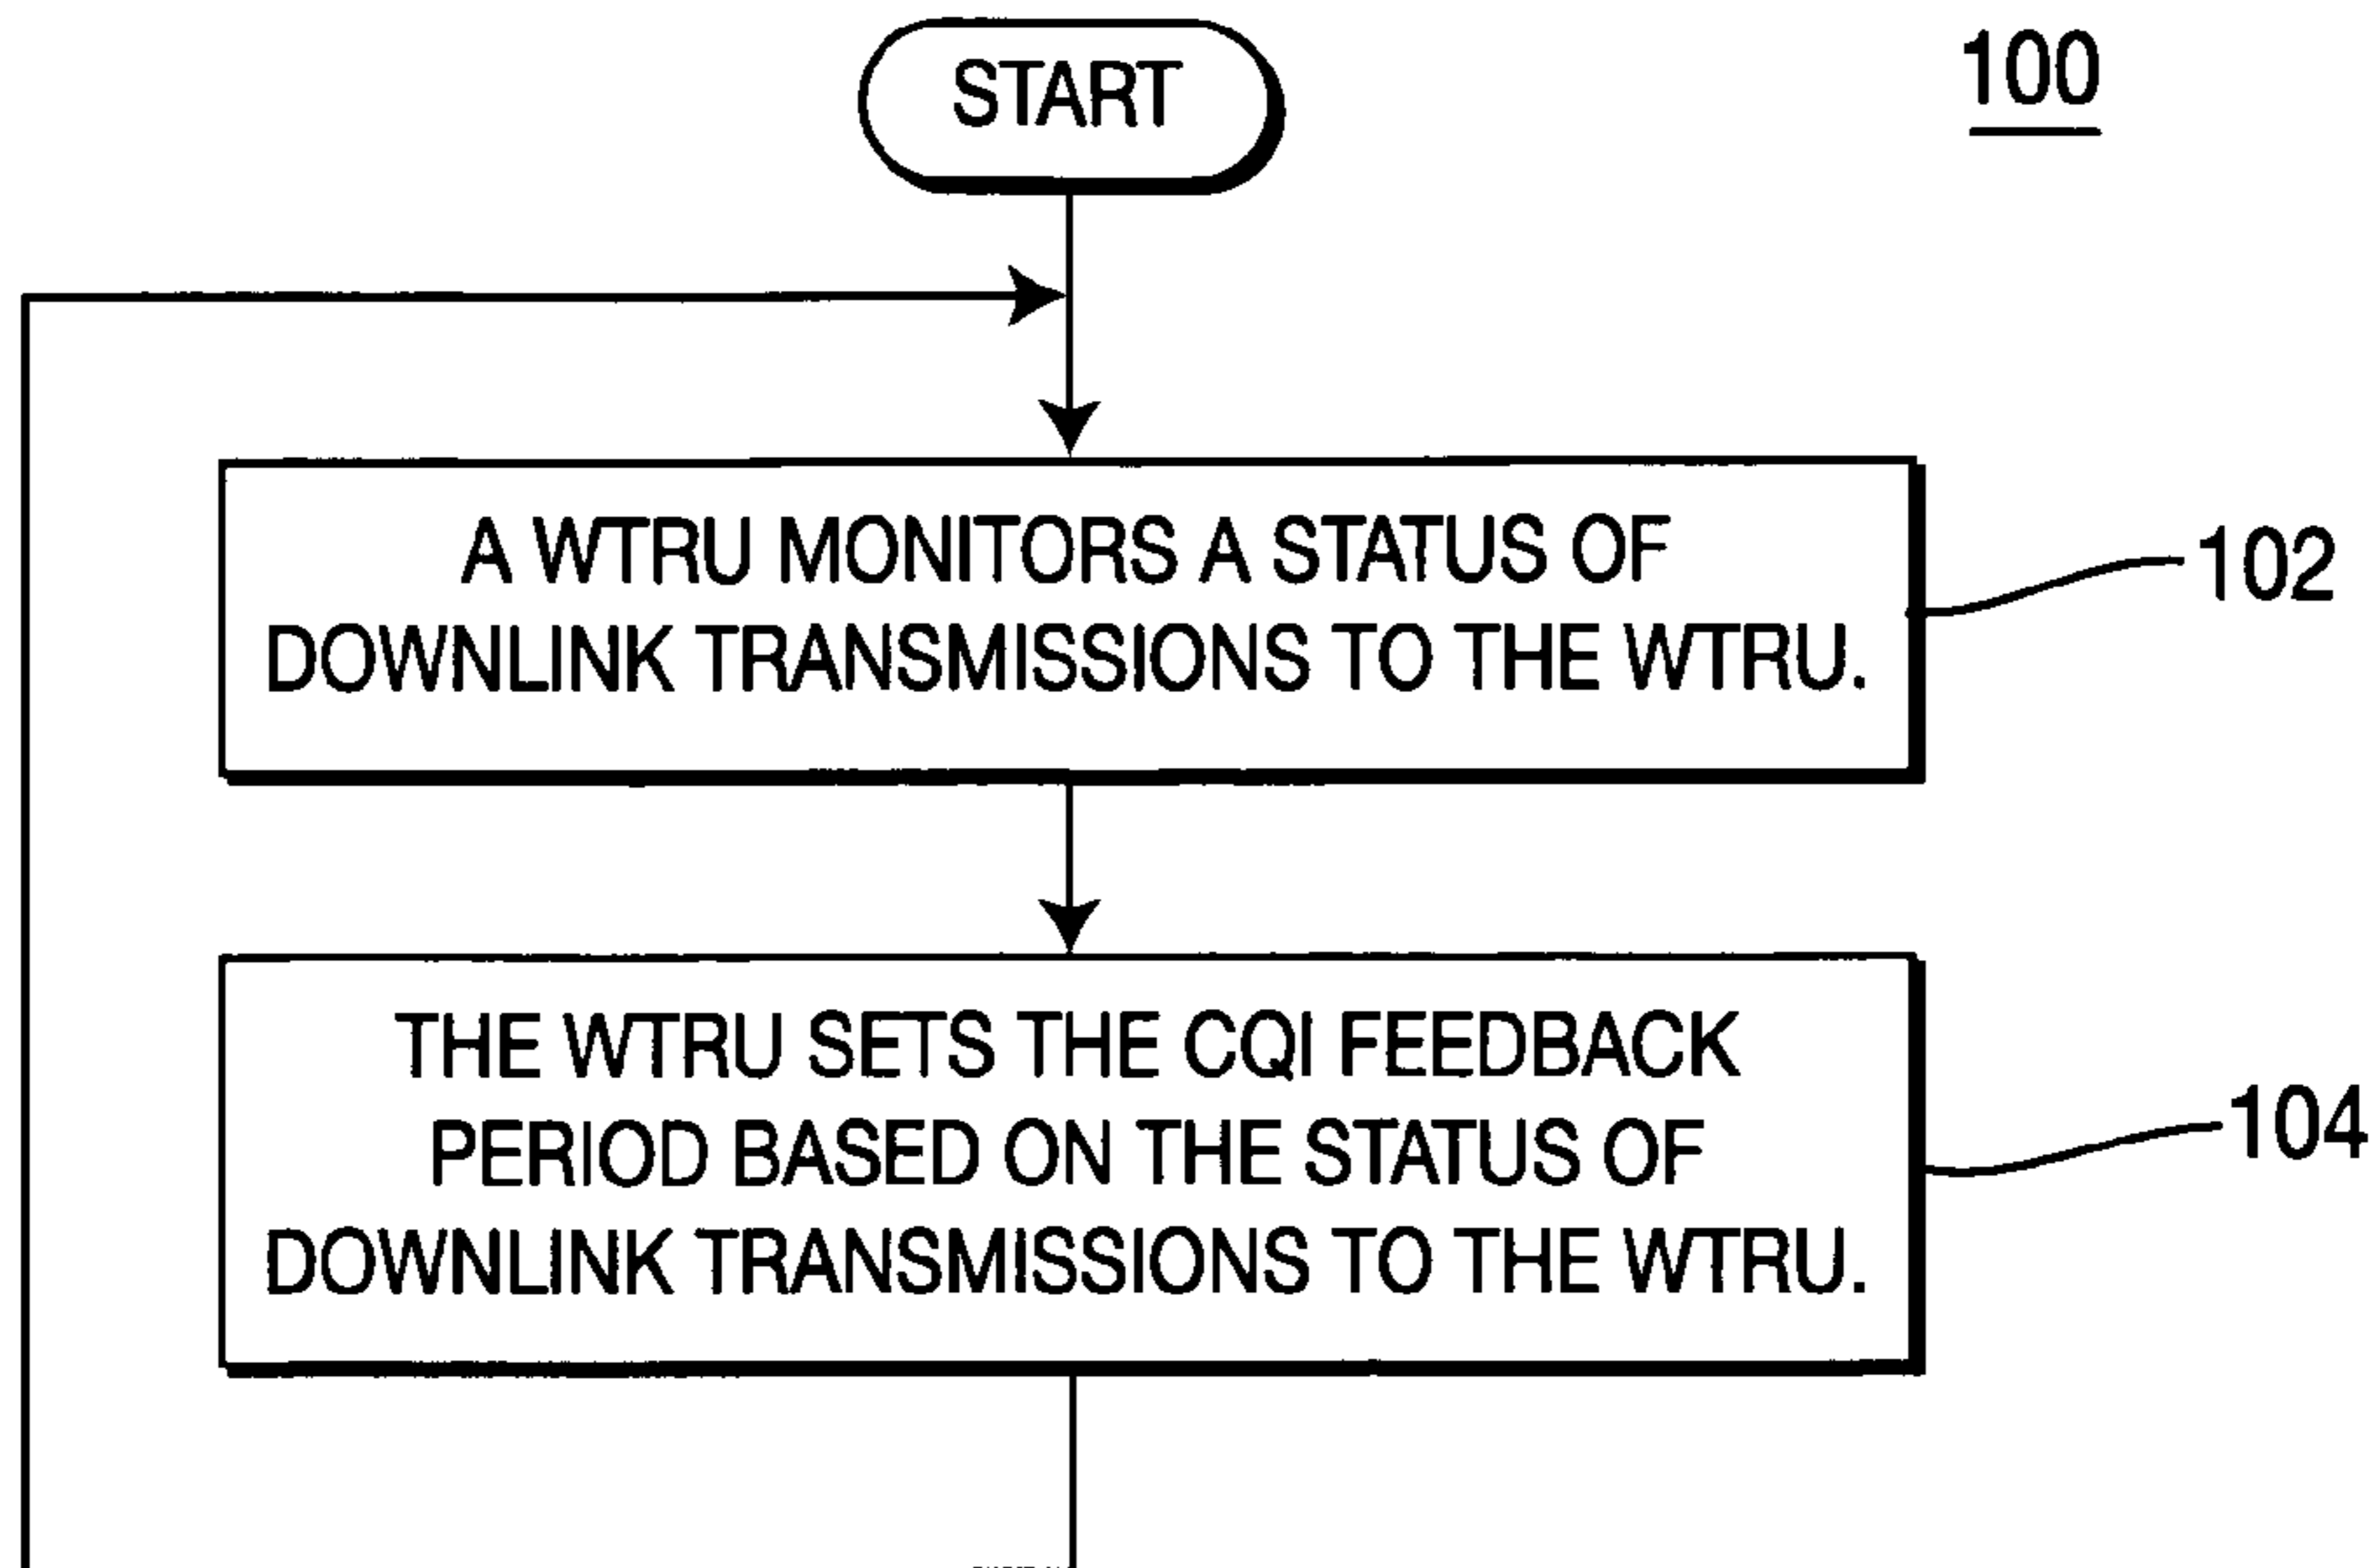 START
100
A WTRU MONITORS A STATUS OF
DOWNLINK TRANSMISSIONS TO THE WTRU.
102
THE WTRU SETS THE CQI FEEDBACK
PERIOD BASED ON THE STATUS OF
DOWNLINK TRANSMISSIONS TO THE WTRU.
104